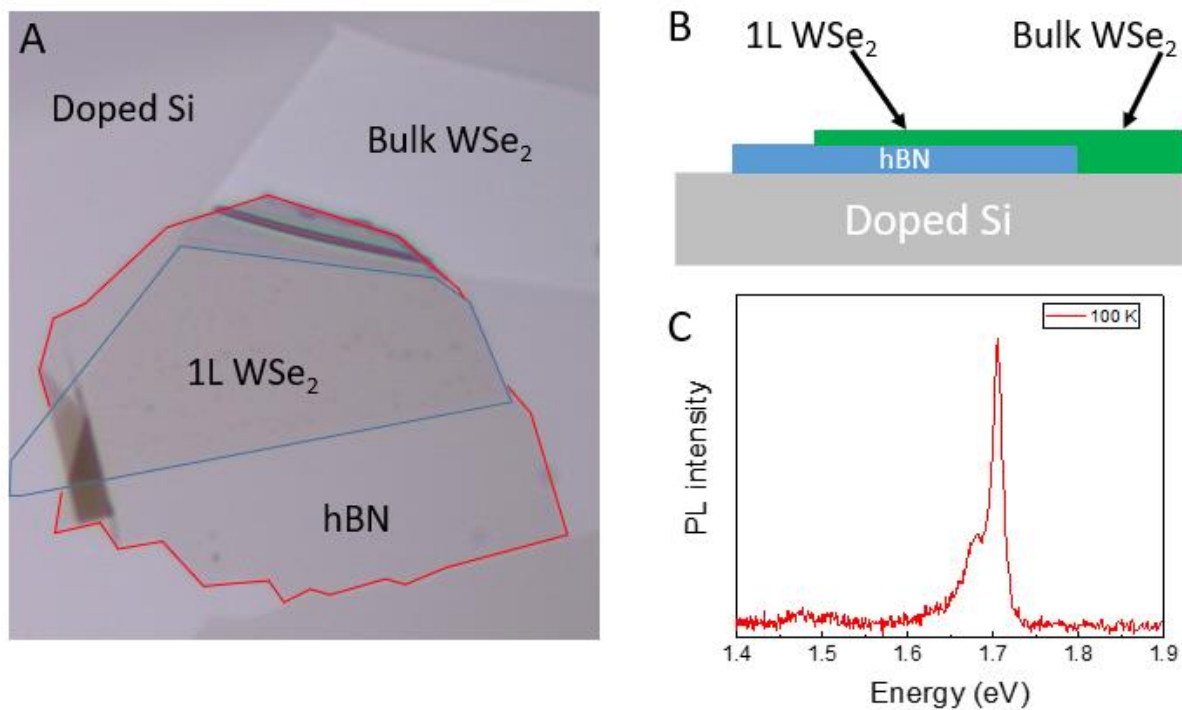 A
Doped Si
Bulk WSe₂
1L WSe₂
hBN
B
1L WSe₂
Bulk WSe₂
hBN
Doped Si
C
100 K
PL intensity
1.4 1.5 1.6 1.7 1.8 1.9
Energy (eV)